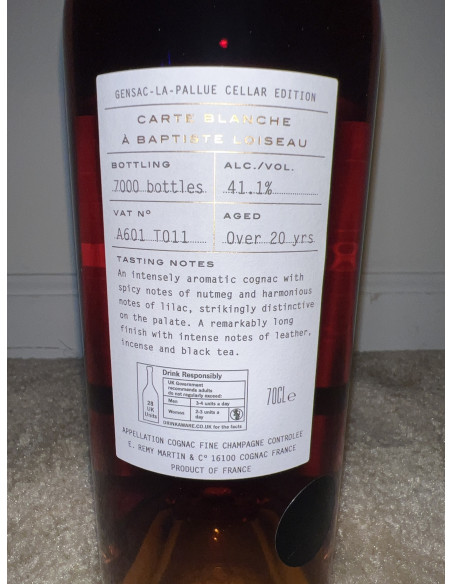 GENSAC-LA-PALLUE CELLAR EDITION
CARTE BLANCHE
À BAPTISTE LOISEAU
BOTTLING
7000 bottles
ALC./VOL.
41.1%
VAT Nº
A601 T011
AGED
Over 20 yrs
TASTING NOTES
An intensely aromatic cognac with
spicy notes of nutmeg and harmonious
notes of lilac, strikingly distinctive
on the palate. A remarkably long
finish with intense notes of leather,
incense and black tea.
28
UK
Units
Drink Responsibly
UK Government
recommends adults
do not regularly exceed:
Men 3-4 units a day
Women 2-3 units a
day
DRINKAWARE.CO.UK for the facts
70CL e
APPELLATION COGNAC FINE CHAMPAGNE CONTROLEE
E. REMY MARTIN & Cº 16100 COGNAC FRANCE
PRODUCT OF FRANCE